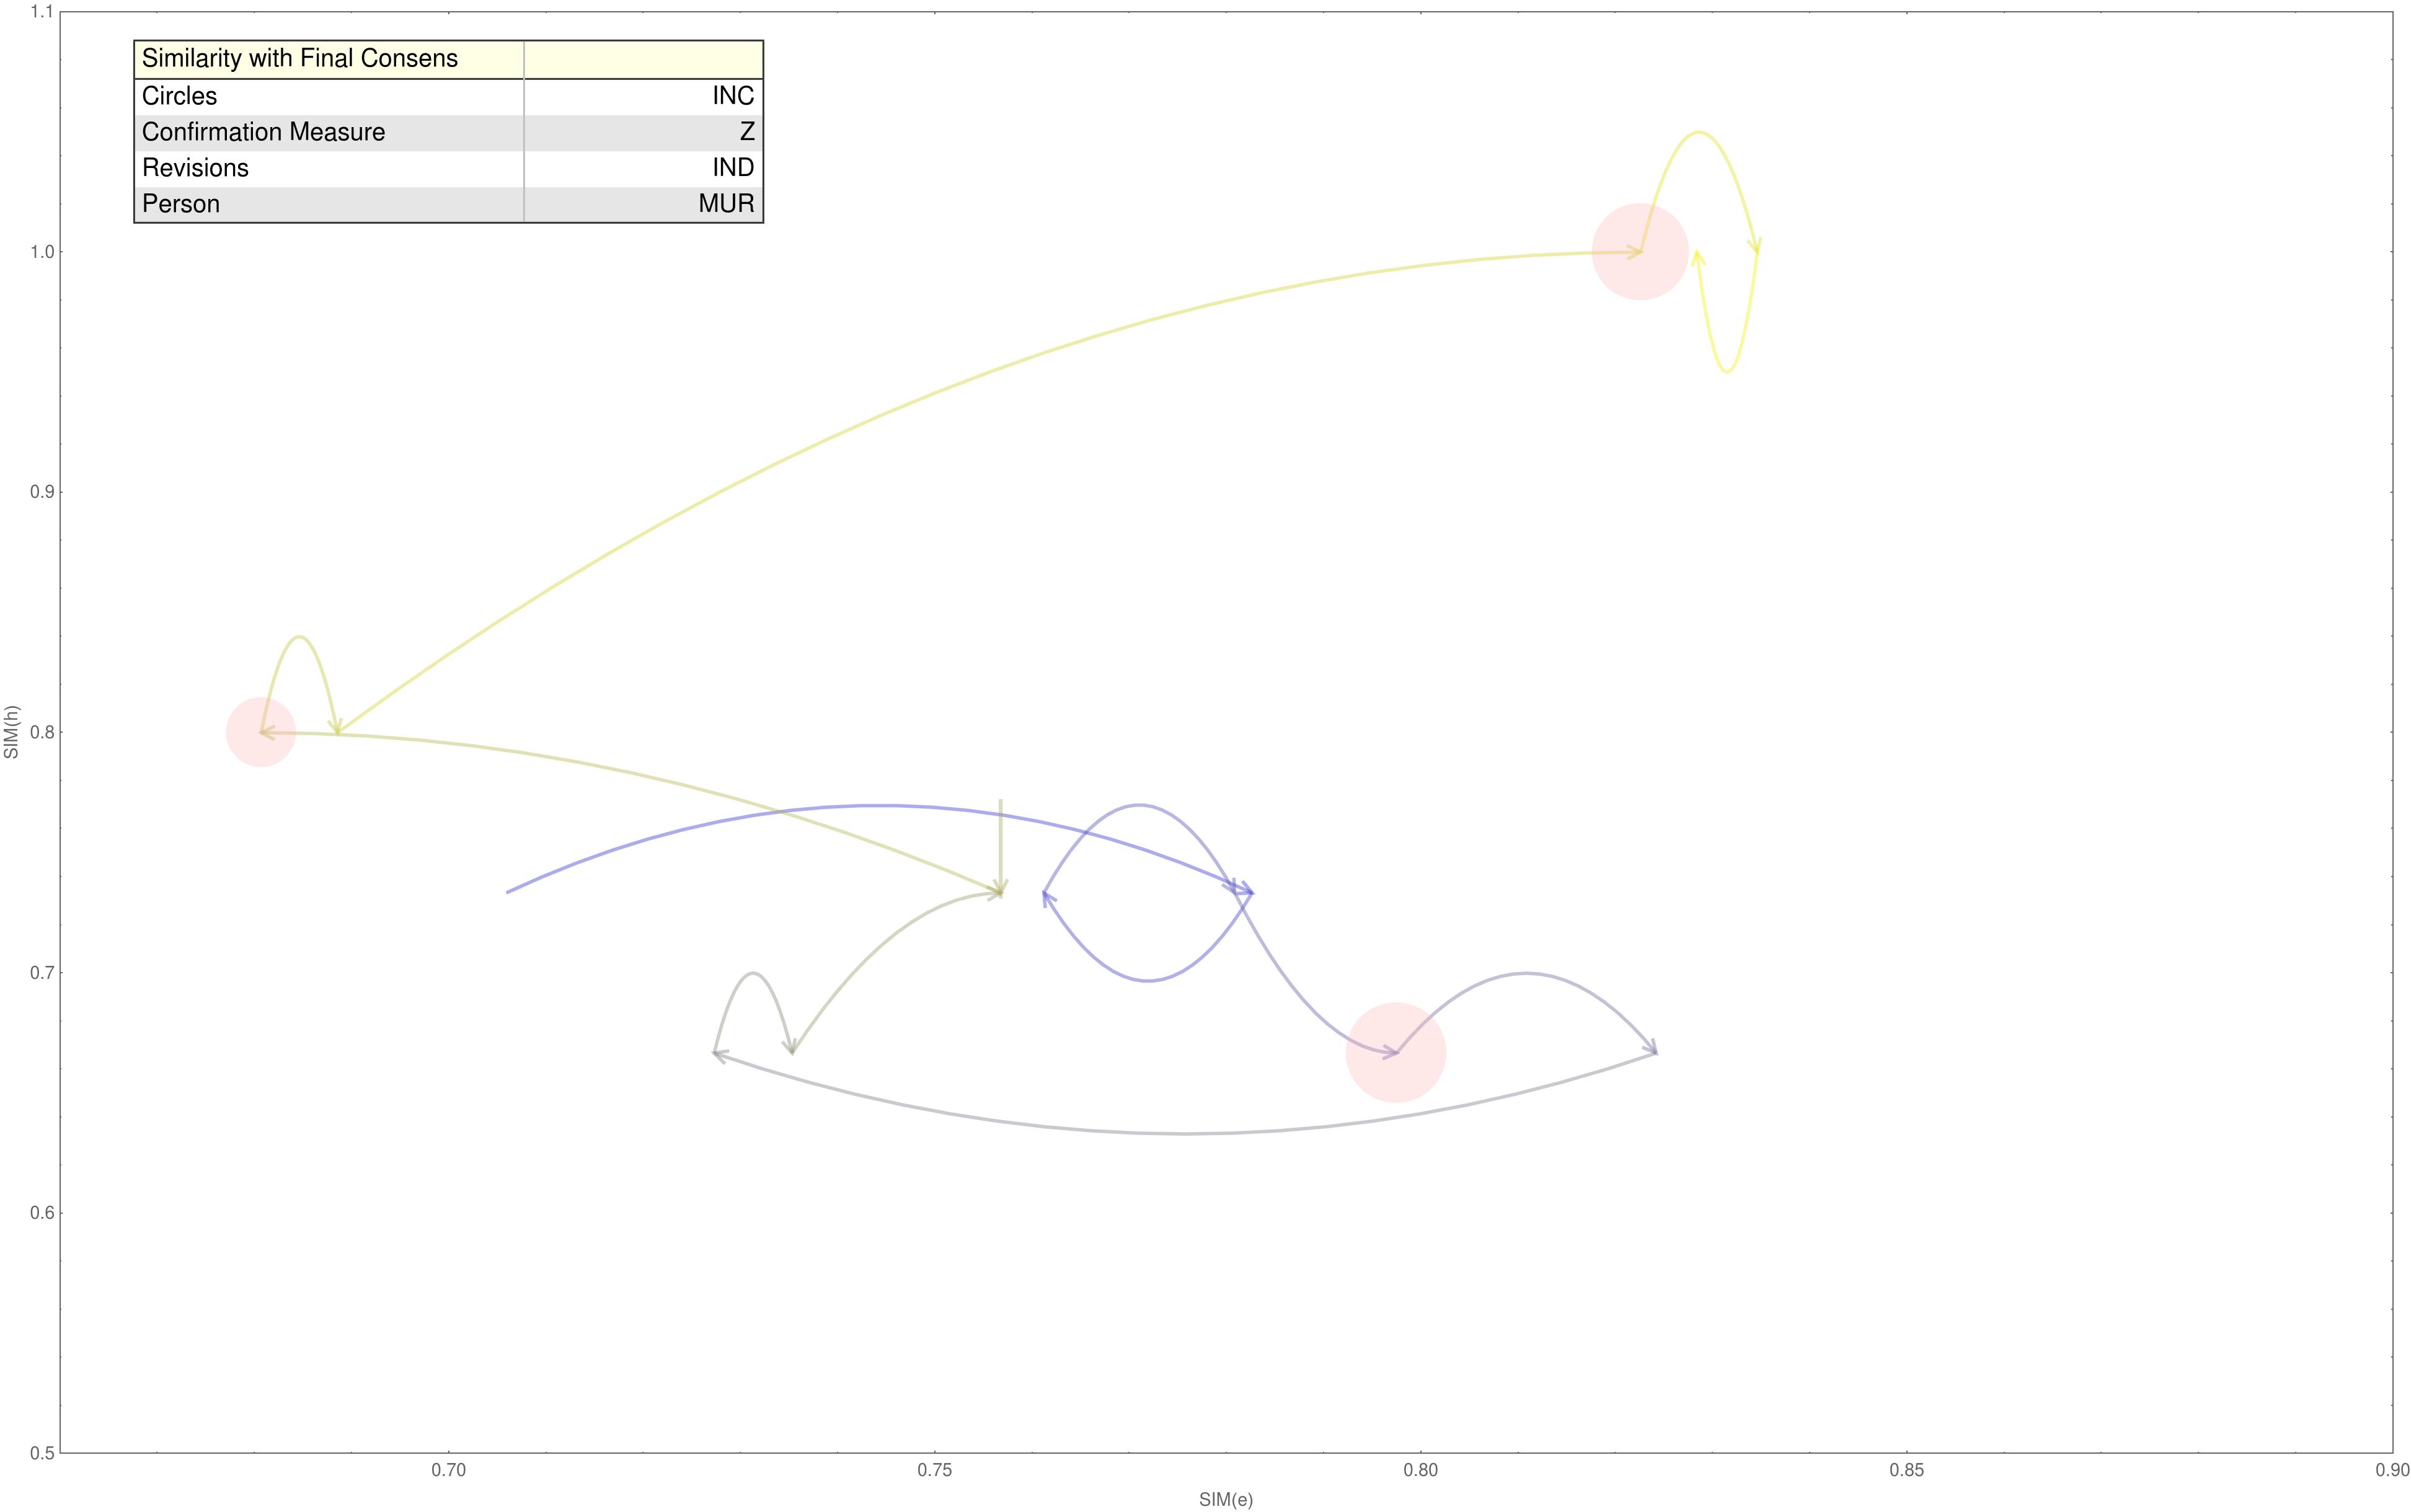 1.1
Similarity with Final Consens
Circles INC
Confirmation Measure Z
Revisions IND
Person MUR
1.0
0.9
0.8
SIM(h)
0.7
0.6
0.5
0.70 0.75 0.80 0.85 0.90
SIM(e)